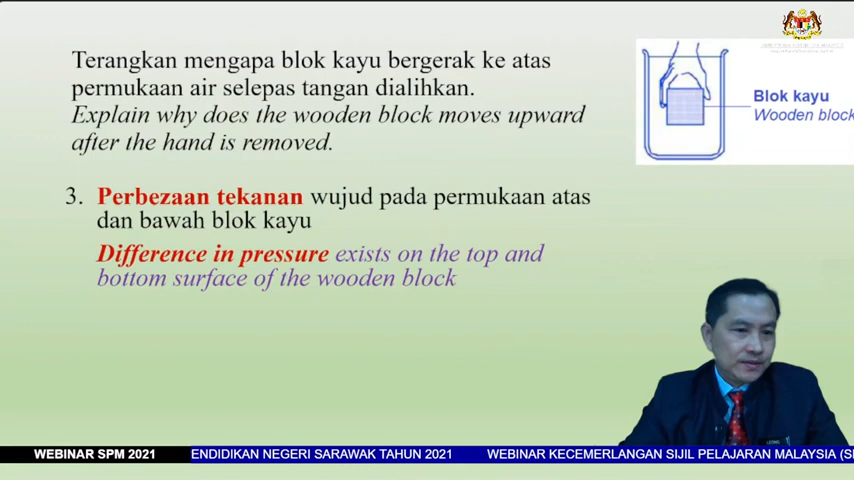 Terangkan mengapa blok kayu bergerak ke atas
permukaan air selepas tangan dialihkan.
Explain why does the wooden block moves upward
after the hand is removed.
Blok kayu
Wooden block
3. Perbezaan tekanan wujud pada permukaan atas
dan bawah blok kayu
Difference in pressure exists on the top and
bottom surface of the wooden block
WEBINAR SPM 2021 ENDIDIKAN NEGERI SARAWAK TAHUN 2021 WEBINAR KECEMERLANGAN SIJIL PELAJARAN MALAYSIA (S